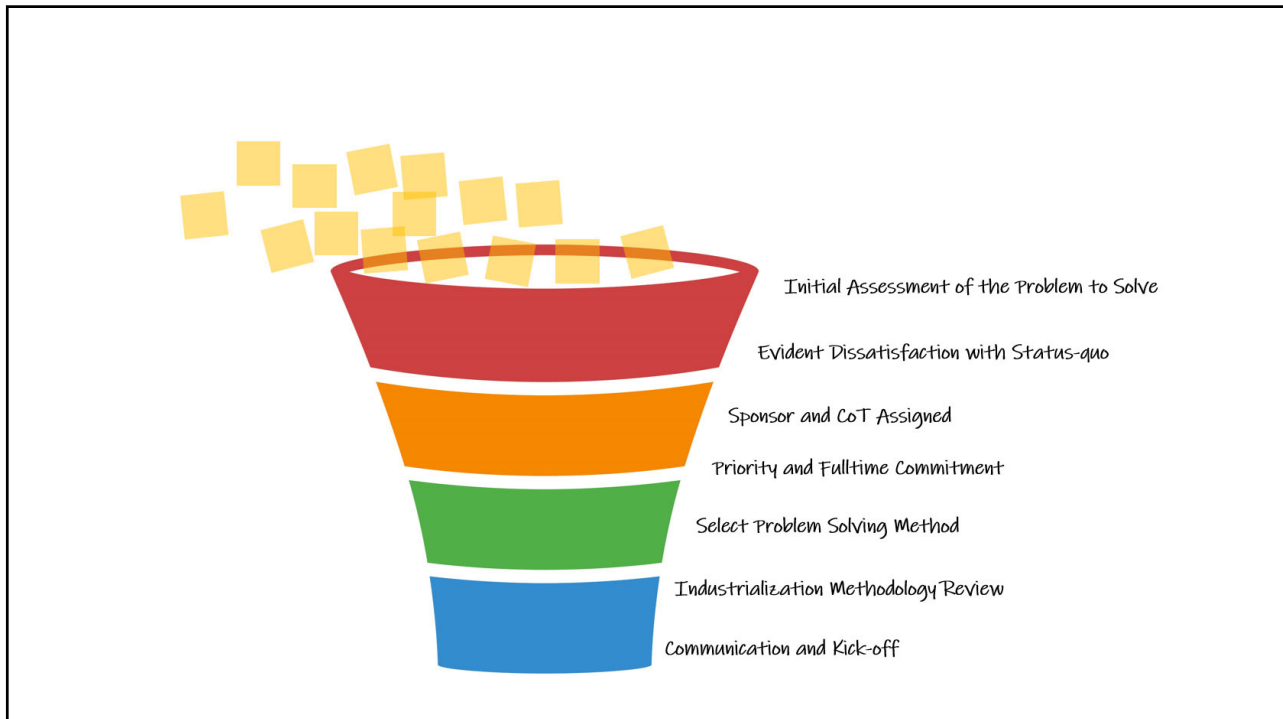 Initial Assessment of the Problem to Solve
Evident Dissatisfaction with Status-quo
Sponsor and CoT Assigned
Priority and Fulltime Commitment
Select Problem Solving Method
Industrialization Methodology Review
Communication and Kick-off